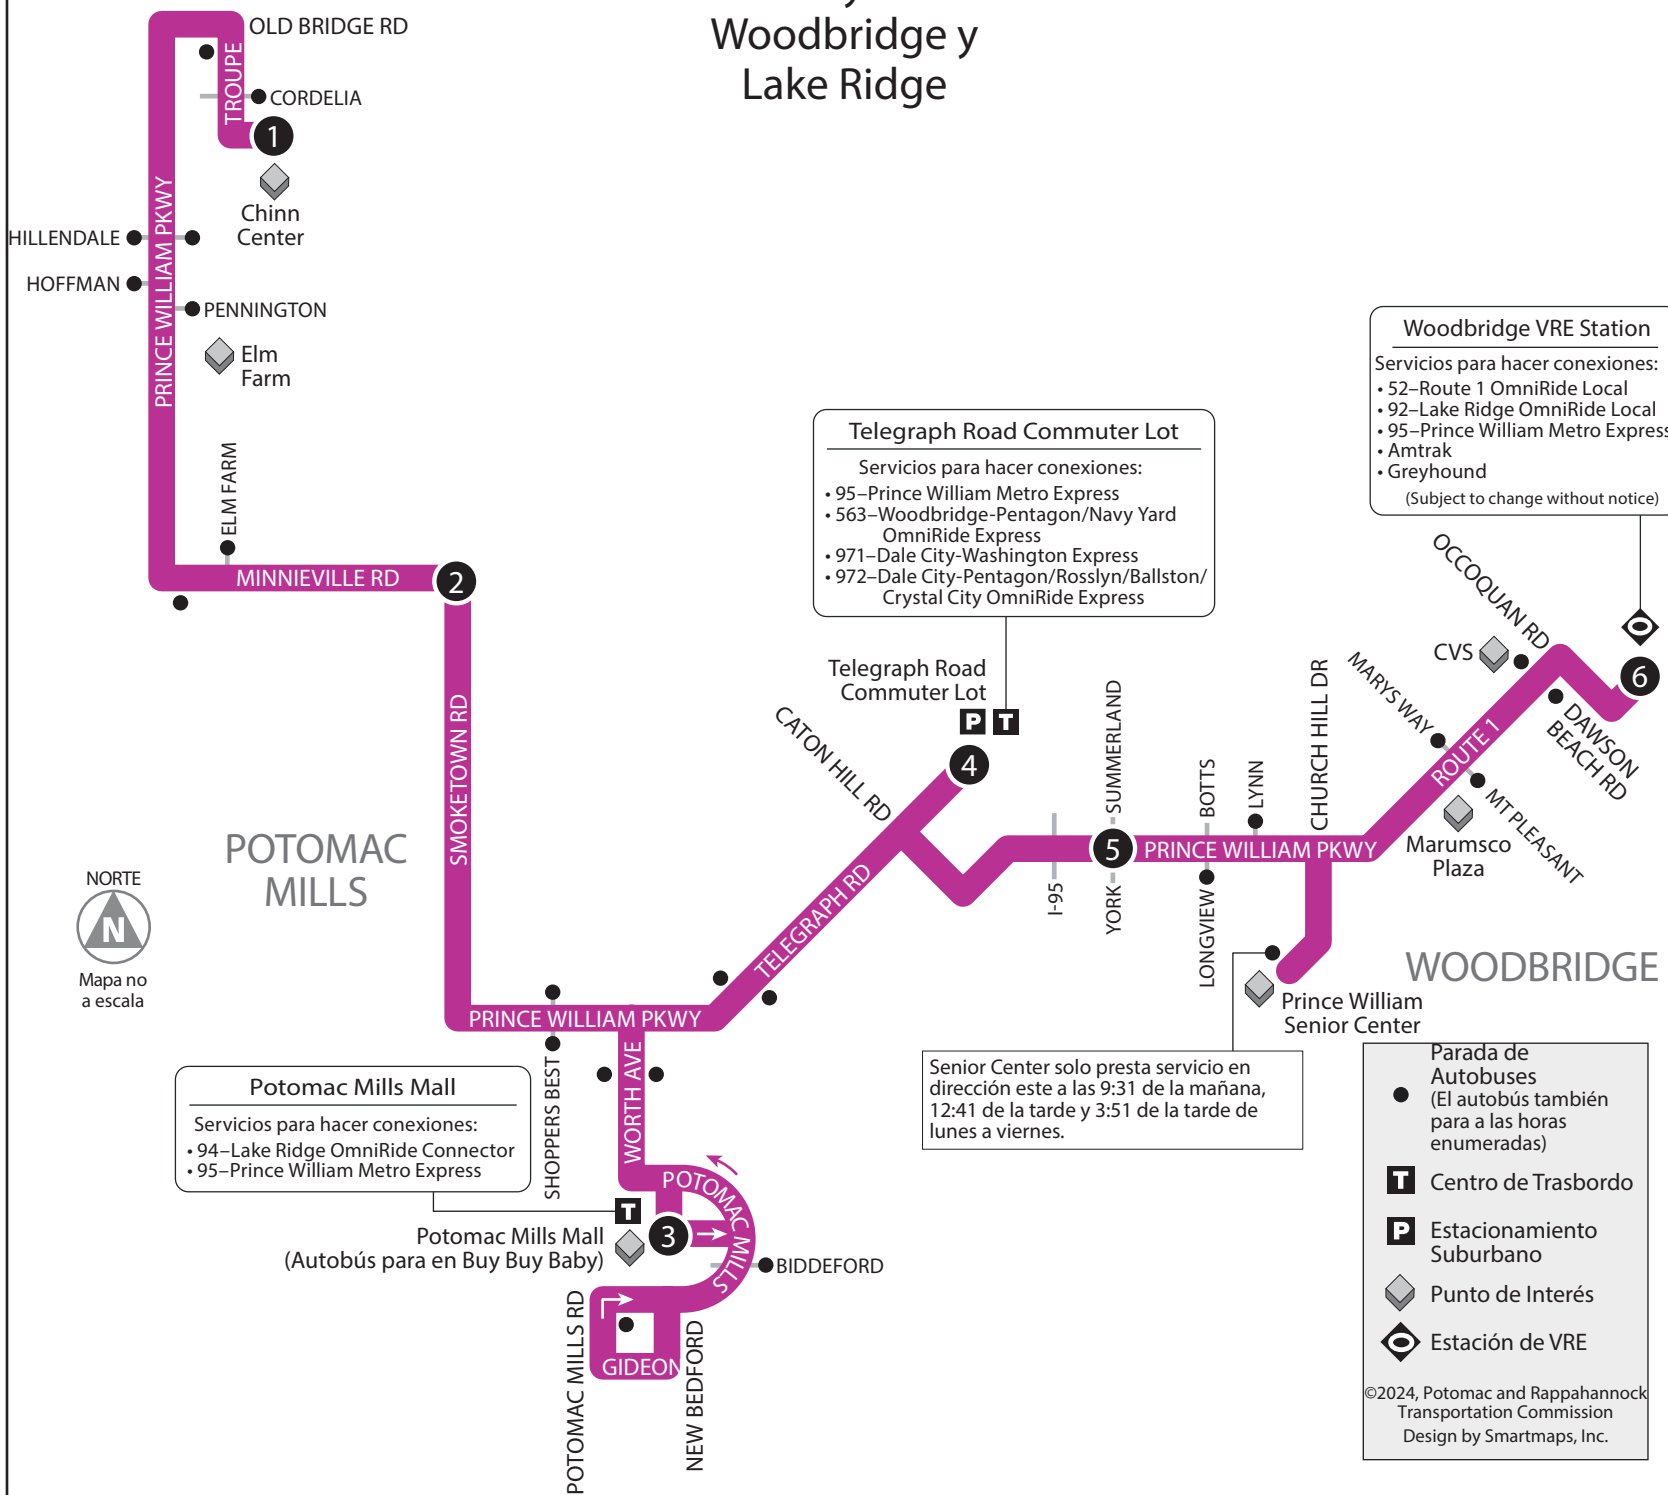 y
Woodbridge y
Lake Ridge
OLD BRIDGE RD
TROUPE
CORDELIA
1
Chinn
Center
PRINCE WILLIAM PKWY
HILLENDALE
HOFFMAN
PENNINGTON
Elm
Farm
ELM FARM
MINNIEVILLE RD
2
SMOKETOWN RD
POTOMAC
MILLS
NORTE
N
Mapa no
a escala
Telegraph Road Commuter Lot
Servicios para hacer conexiones:
• 95–Prince William Metro Express
• 563–Woodbridge-Pentagon/Navy Yard
OmniRide Express
• 971–Dale City-Washington Express
• 972–Dale City-Pentagon/Rosslyn/Ballston/
Crystal City OmniRide Express
Telegraph Road
Commuter Lot
P T
4
CATON HILL RD
TELEGRAPH RD
Woodbridge VRE Station
Servicios para hacer conexiones:
• 52–Route 1 OmniRide Local
• 92–Lake Ridge OmniRide Local
• 95–Prince William Metro Express
• Amtrak
• Greyhound
(Subject to change without notice)
OCCOQUAN RD
CVS
6
DAWSON
BEACH RD
MARYS WAY
ROUTE 1
MT PLEASANT
Marumsco
Plaza
CHURCH HILL DR
LYNN
BOTTS
SUMMERLAND
5
PRINCE WILLIAM PKWY
I-95
YORK
LONGVIEW
WOODBRIDGE
Prince William
Senior Center
Senior Center solo presta servicio en
dirección este a las 9:31 de la mañana,
12:41 de la tarde y 3:51 de la tarde de
lunes a viernes.
PRINCE WILLIAM PKWY
SHOPPERS BEST
WORTH AVE
Potomac Mills Mall
Servicios para hacer conexiones:
• 94–Lake Ridge OmniRide Connector
• 95–Prince William Metro Express
T
Potomac Mills Mall
(Autobús para en Buy Buy Baby)
3
POTOMAC MILLS
BIDDEFORD
POTOMAC MILLS RD
GIDEON
NEW BEDFORD
Parada de
Autobuses
(El autobús también
para a las horas
enumeradas)
T Centro de Trasbordo
P Estacionamiento
Suburbano
Punto de Interés
Estación de VRE
©2024, Potomac and Rappahannock
Transportation Commission
Design by Smartmaps, Inc.